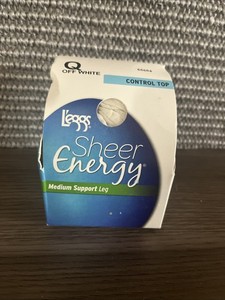 Q
OFF WHITE
CONTROL TOP
L'eggs
Sheer
Energy®
Medium Support Leg